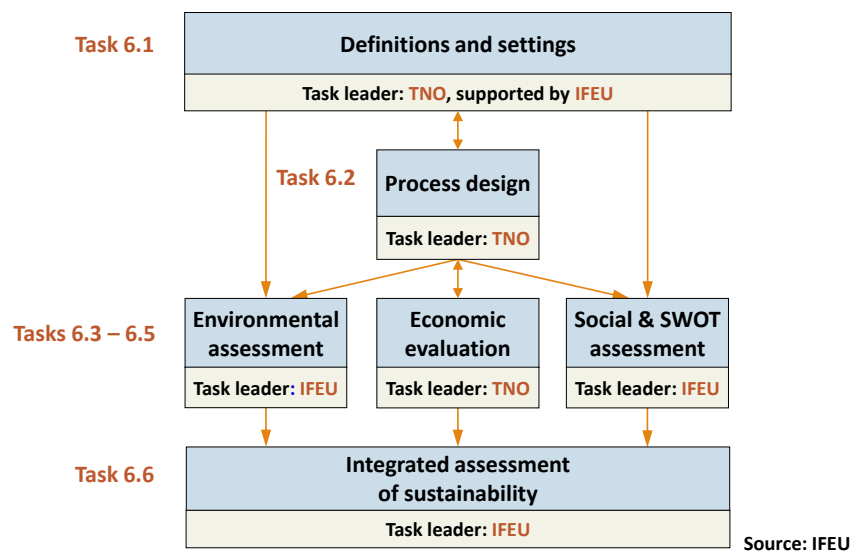 Task 6.1
Definitions and settings
Task leader: TNO, supported by IFEU
Task 6.2
Process design
Task leader: TNO
Tasks 6.3 – 6.5
Environmental
assessment
Task leader: IFEU
Economic
evaluation
Task leader: TNO
Social & SWOT
assessment
Task leader: IFEU
Task 6.6
Integrated assessment
of sustainability
Task leader: IFEU
Source: IFEU